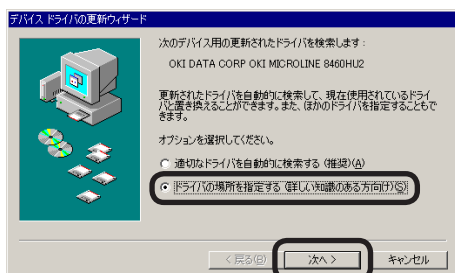 デバイス ドライバの更新ウィザード
次のデバイス用の更新されたドライバを検索します :
OKI DATA CORP OKI MICROLINE 8460HU2
更新されたドライバを自動的に検索して、現在使用されているドライ
バと置き換えることができます。また、ほかのドライバを指定することもで
きます。
オプションを選択してください。
適切なドライバを自動的に検索する (推奨)(A)
ドライバの場所を指定する (詳しい知識のある方向け)(S)
< 戻る(B)
次へ >
キャンセル